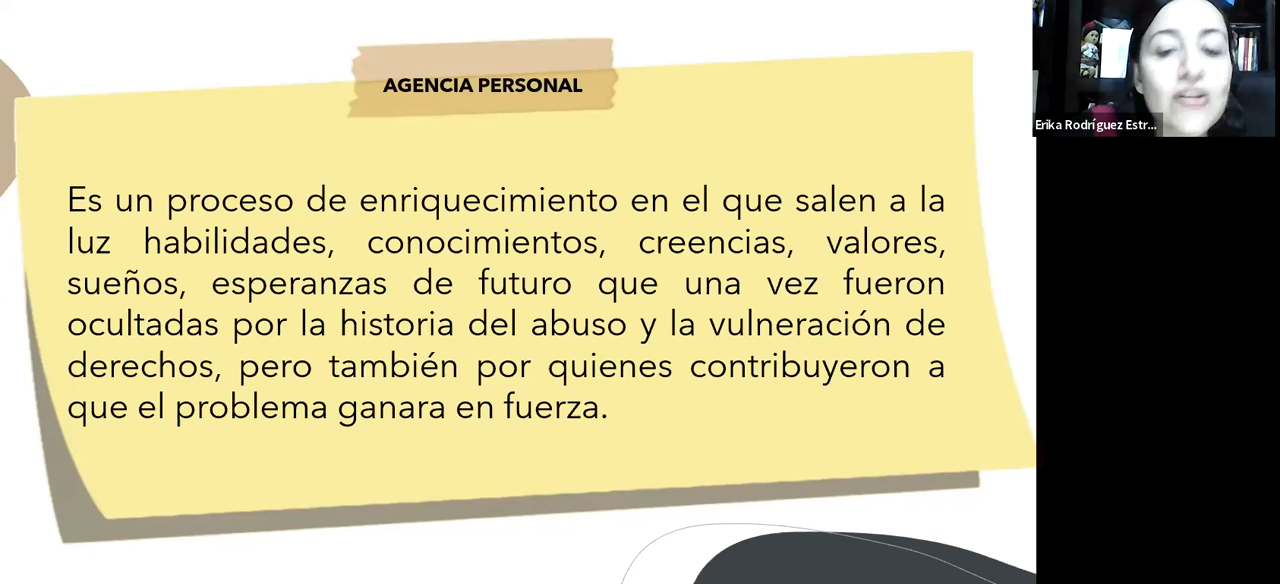 AGENCIA PERSONAL
Es un proceso de enriquecimiento en el que salen a la
luz habilidades, conocimientos, creencias, valores,
sueños, esperanzas de futuro que una vez fueron
ocultadas por la historia del abuso y la vulneración de
derechos, pero también por quienes contribuyeron a
que el problema ganara en fuerza.
Erika Rodríguez Estr...